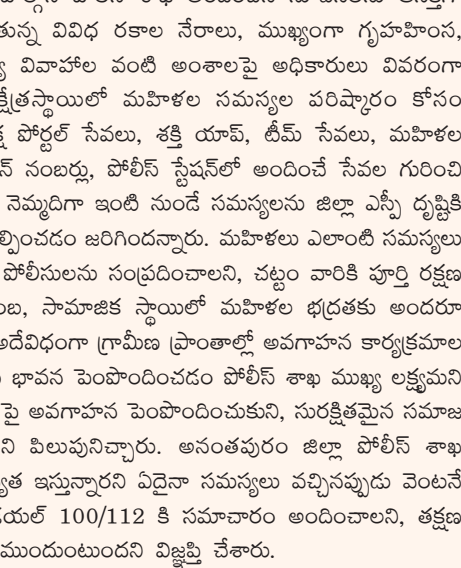 తున్న వివిధ రకాల నేరాలు, ముఖ్యంగా గృహహింస,
వివాహాల వంటి అంశాలపై అధికారులు వివరంగా
క్షేత్రస్థాయిలో మహిళల సమస్యల పరిష్కారం కోసం
పోర్టల్ సేవలు, శక్తి యాప్, టీమ్ సేవలు, మహిళల
న్ నంబర్లు, పోలీస్ స్టేషన్‌లో అందించే సేవల గురించి
నెమ్మదిగా ఇంటి నుండే సమస్యలను జిల్లా ఎస్పీ దృష్టికి
ల్పించడం జరిగిందన్నారు. మహిళలు ఎలాంటి సమస్యలు
పోలీసులను సంప్రదించాలని, చట్టం వారికి పూర్తి రక్షణ
ంబ, సామాజిక స్థాయిలో మహిళల భద్రతకు అందరూ
అదేవిధంగా గ్రామీణ ప్రాంతాల్లో అవగాహన కార్యక్రమాల
భావన పెంపొందించడం పోలీస్ శాఖ ముఖ్య లక్ష్యమని
పై అవగాహన పెంపొందించుకుని, సురక్షితమైన సమాజ
ని పిలుపునిచ్చారు. అనంతపురం జిల్లా పోలీస్ శాఖ
్యత ఇస్తున్నారని ఏదైనా సమస్యలు వచ్చినప్పుడు వెంటనే
డయల్ 100/112 కి సమాచారం అందించాలని, తక్షణ
ముందుంటుందని విజ్ఞప్తి చేశారు.